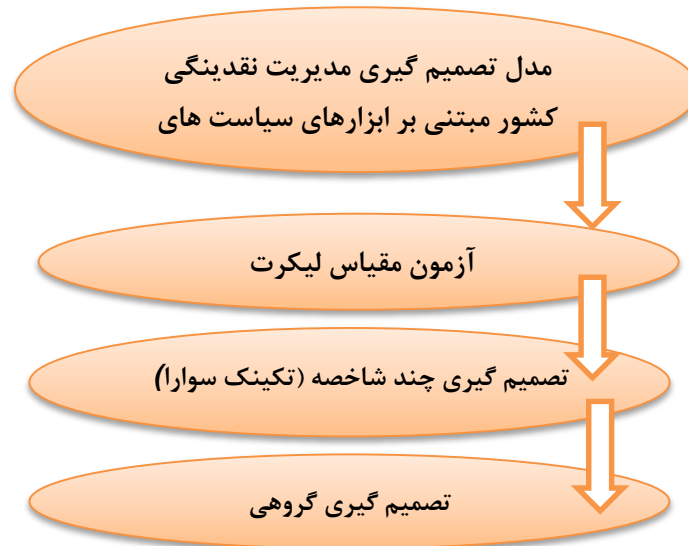 مدل تصمیم گیری مدیریت نقدینگی
کشور مبتنی بر ابزارهای سیاست های
آزمون مقیاس لیکرت
تصمیم گیری چند شاخصه (تکینک سوارا)
تصمیم گیری گروهی